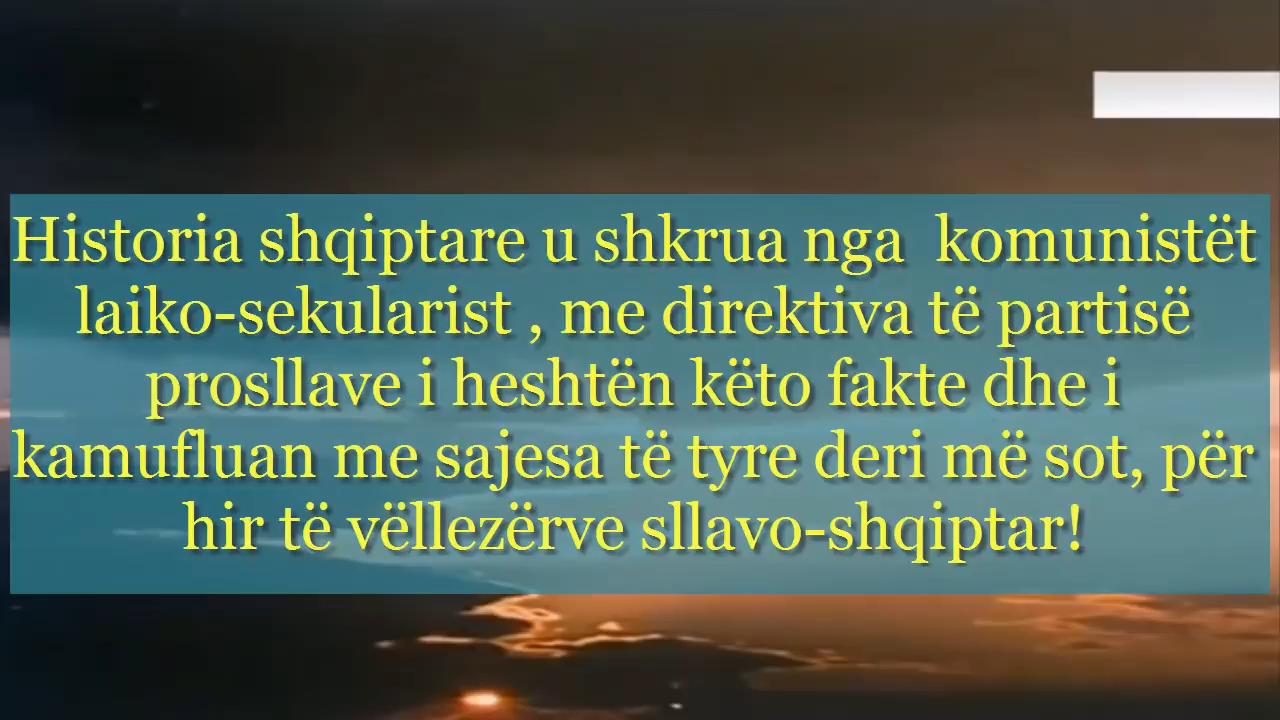 Historia shqiptare u shkrua nga  komunistët
laiko-sekularist , me direktiva të partisë
prosllave i heshtën këto fakte dhe i
kamufluan me sajesa të tyre deri më sot, për
hir të vëllezërve sllavo-shqiptar!